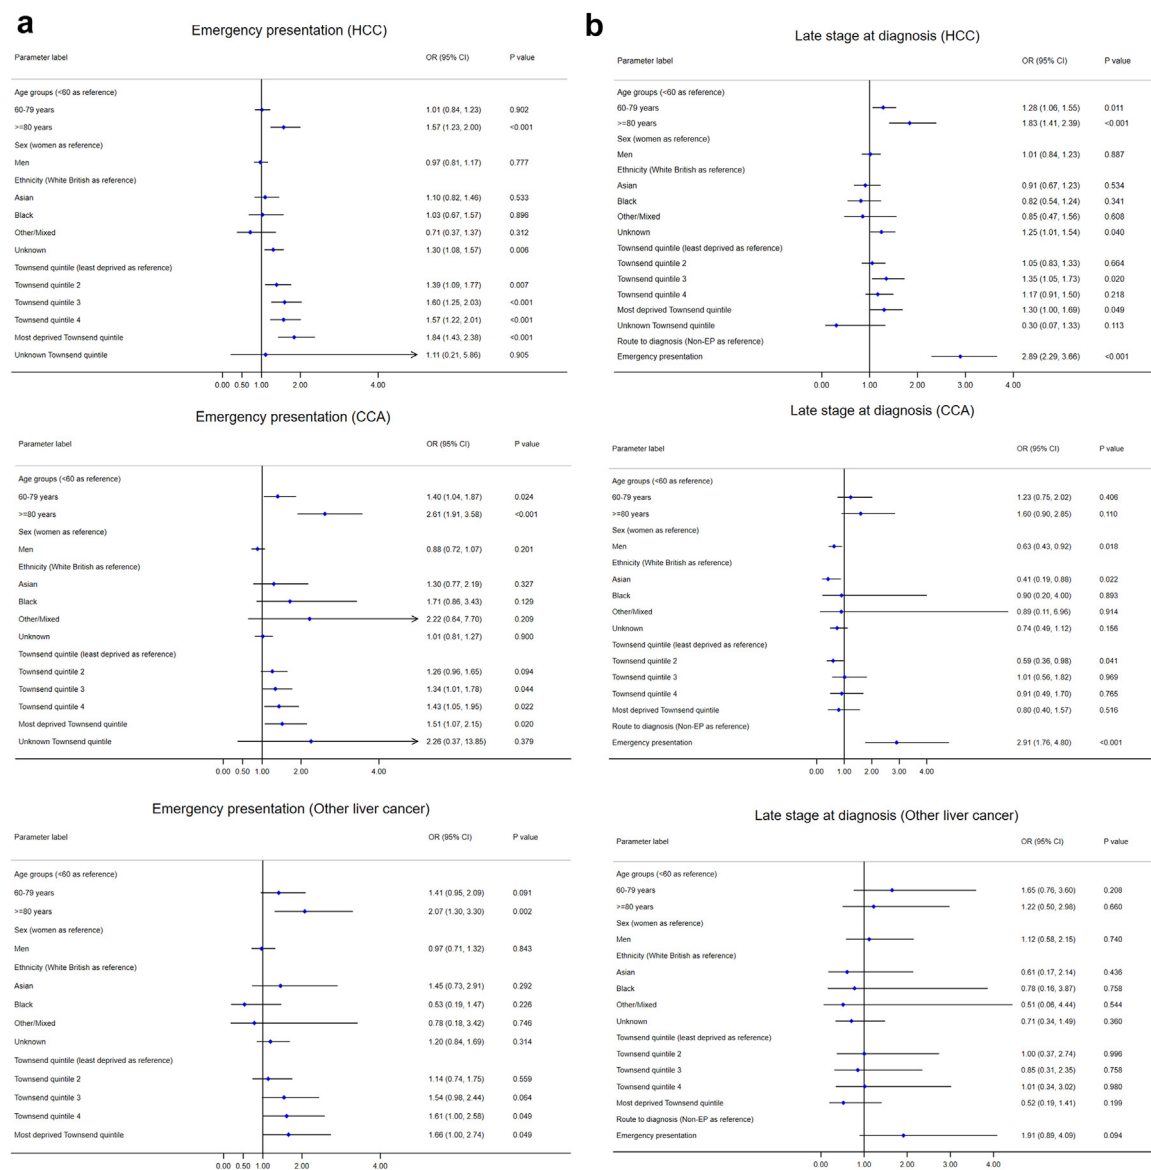 a
Emergency presentation (HCC)
Parameter label OR (95% CI) P value
Age groups (<60 as reference)
60-79 years 1.01 (0.84, 1.23) 0.902
>=80 years 1.57 (1.23, 2.00) <0.001
Sex (women as reference)
Men 0.97 (0.81, 1.17) 0.777
Ethnicity (White British as reference)
Asian 1.10 (0.82, 1.46) 0.533
Black 1.03 (0.67, 1.57) 0.896
Other/Mixed 0.71 (0.37, 1.37) 0.312
Unknown 1.30 (1.08, 1.57) 0.006
Townsend quintile (least deprived as reference)
Townsend quintile 2 1.39 (1.09, 1.77) 0.007
Townsend quintile 3 1.60 (1.25, 2.03) <0.001
Townsend quintile 4 1.57 (1.22, 2.01) <0.001
Most deprived Townsend quintile 1.84 (1.43, 2.38) <0.001
Unknown Townsend quintile 1.11 (0.21, 5.86) 0.905
0.00 0.50 1.00 2.00 4.00
Emergency presentation (CCA)
Parameter label OR (95% CI) P value
Age groups (<60 as reference)
60-79 years 1.40 (1.04, 1.87) 0.024
>=80 years 2.61 (1.91, 3.58) <0.001
Sex (women as reference)
Men 0.88 (0.72, 1.07) 0.201
Ethnicity (White British as reference)
Asian 1.30 (0.77, 2.19) 0.327
Black 1.71 (0.86, 3.43) 0.129
Other/Mixed 2.22 (0.64, 7.70) 0.209
Unknown 1.01 (0.81, 1.27) 0.900
Townsend quintile (least deprived as reference)
Townsend quintile 2 1.26 (0.96, 1.65) 0.094
Townsend quintile 3 1.34 (1.01, 1.78) 0.044
Townsend quintile 4 1.43 (1.05, 1.95) 0.022
Most deprived Townsend quintile 1.51 (1.07, 2.15) 0.020
Unknown Townsend quintile 2.26 (0.37, 13.85) 0.379
0.00 0.50 1.00 2.00 4.00
Emergency presentation (Other liver cancer)
Parameter label OR (95% CI) P value
Age groups (<60 as reference)
60-79 years 1.41 (0.95, 2.09) 0.091
>=80 years 2.07 (1.30, 3.30) 0.002
Sex (women as reference)
Men 0.97 (0.71, 1.32) 0.843
Ethnicity (White British as reference)
Asian 1.45 (0.73, 2.91) 0.292
Black 0.53 (0.19, 1.47) 0.226
Other/Mixed 0.78 (0.18, 3.42) 0.746
Unknown 1.20 (0.84, 1.69) 0.314
Townsend quintile (least deprived as reference)
Townsend quintile 2 1.14 (0.74, 1.75) 0.559
Townsend quintile 3 1.54 (0.98, 2.44) 0.064
Townsend quintile 4 1.61 (1.00, 2.58) 0.049
Most deprived Townsend quintile 1.66 (1.00, 2.74) 0.049
0.00 0.50 1.00 2.00 4.00
b
Late stage at diagnosis (HCC)
Parameter label OR (95% CI) P value
Age groups (<60 as reference)
60-79 years 1.28 (1.06, 1.55) 0.011
>=80 years 1.83 (1.41, 2.39) <0.001
Sex (women as reference)
Men 1.01 (0.84, 1.23) 0.887
Ethnicity (White British as reference)
Asian 0.91 (0.67, 1.23) 0.534
Black 0.82 (0.54, 1.24) 0.341
Other/Mixed 0.85 (0.47, 1.56) 0.608
Unknown 1.25 (1.01, 1.54) 0.040
Townsend quintile (least deprived as reference)
Townsend quintile 2 1.05 (0.83, 1.33) 0.664
Townsend quintile 3 1.35 (1.05, 1.73) 0.020
Townsend quintile 4 1.17 (0.91, 1.50) 0.218
Most deprived Townsend quintile 1.30 (1.00, 1.69) 0.049
Unknown Townsend quintile 0.30 (0.07, 1.33) 0.113
Route to diagnosis (Non-EP as reference)
Emergency presentation 2.89 (2.29, 3.66) <0.001
0.00 1.00 2.00 3.00 4.00
Late stage at diagnosis (CCA)
Parameter label OR (95% CI) P value
Age groups (<60 as reference)
60-79 years 1.23 (0.75, 2.02) 0.406
>=80 years 1.60 (0.90, 2.85) 0.110
Sex (women as reference)
Men 0.63 (0.43, 0.92) 0.018
Ethnicity (White British as reference)
Asian 0.41 (0.19, 0.88) 0.022
Black 0.90 (0.20, 4.00) 0.893
Other/Mixed 0.89 (0.11, 6.96) 0.914
Unknown 0.74 (0.49, 1.12) 0.156
Townsend quintile (least deprived as reference)
Townsend quintile 2 0.59 (0.36, 0.98) 0.041
Townsend quintile 3 1.01 (0.56, 1.82) 0.969
Townsend quintile 4 0.91 (0.49, 1.70) 0.765
Most deprived Townsend quintile 0.80 (0.40, 1.57) 0.516
Route to diagnosis (Non-EP as reference)
Emergency presentation 2.91 (1.76, 4.80) <0.001
0.00 1.00 2.00 3.00 4.00
Late stage at diagnosis (Other liver cancer)
Parameter label OR (95% CI) P value
Age groups (<60 as reference)
60-79 years 1.65 (0.76, 3.60) 0.208
>=80 years 1.22 (0.50, 2.98) 0.660
Sex (women as reference)
Men 1.12 (0.58, 2.15) 0.740
Ethnicity (White British as reference)
Asian 0.61 (0.17, 2.14) 0.436
Black 0.78 (0.16, 3.87) 0.758
Other/Mixed 0.51 (0.06, 4.44) 0.544
Unknown 0.71 (0.34, 1.49) 0.360
Townsend quintile (least deprived as reference)
Townsend quintile 2 1.00 (0.37, 2.74) 0.996
Townsend quintile 3 0.85 (0.31, 2.35) 0.758
Townsend quintile 4 1.01 (0.34, 3.02) 0.980
Most deprived Townsend quintile 0.52 (0.19, 1.41) 0.199
Route to diagnosis (Non-EP as reference)
Emergency presentation 1.91 (0.89, 4.09) 0.094
0.00 1.00 2.00 3.00 4.00